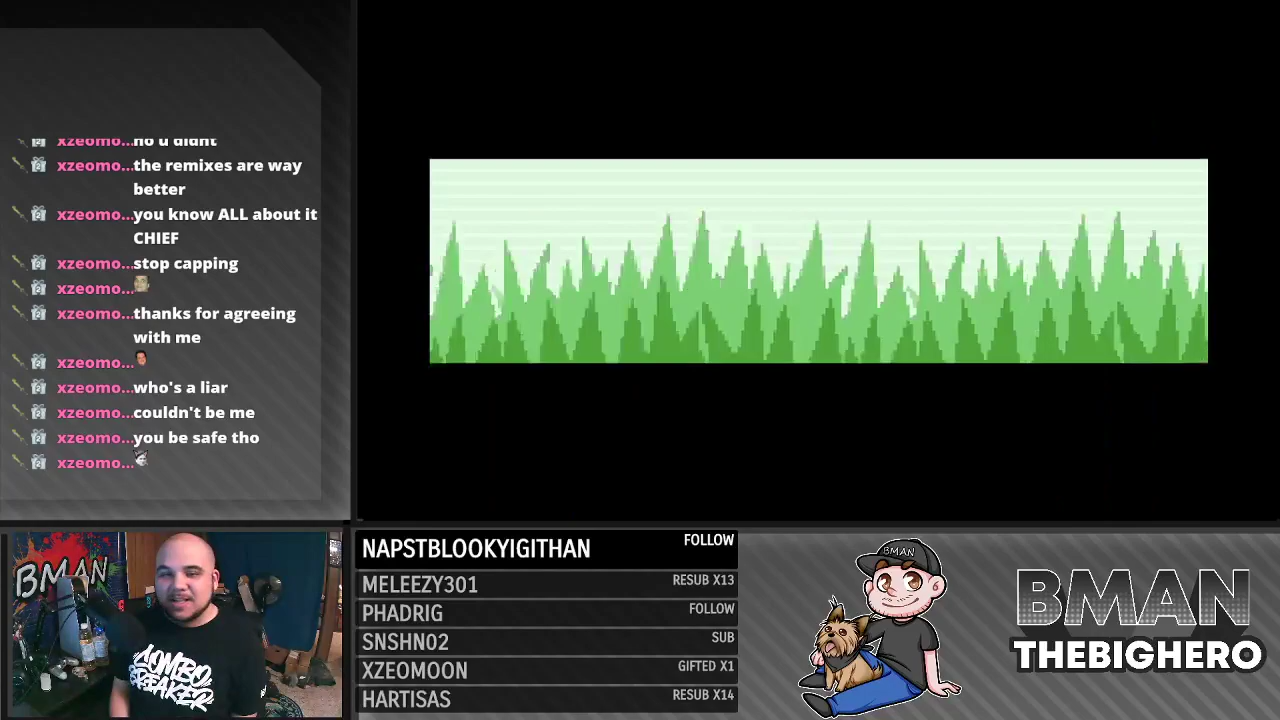 xzeomo...no u didnt
xzeomo...the remixes are way
better
xzeomo...you know ALL about it
CHIEF
xzeomo...stop capping
xzeomo...
xzeomo...thanks for agreeing
with me
xzeomo...
xzeomo...who's a liar
xzeomo...couldn't be me
xzeomo...you be safe tho
xzeomo...
BMAN
COMBO
BREAKER
NAPSTBLOOKYIGITHAN FOLLOW
MELEEZY301 RESUB X13
PHADRIG FOLLOW
SNSHN02 SUB
XZEOMOON GIFTED X1
HARTISAS RESUB X14
BMAN
BMAN
THEBIGHERO